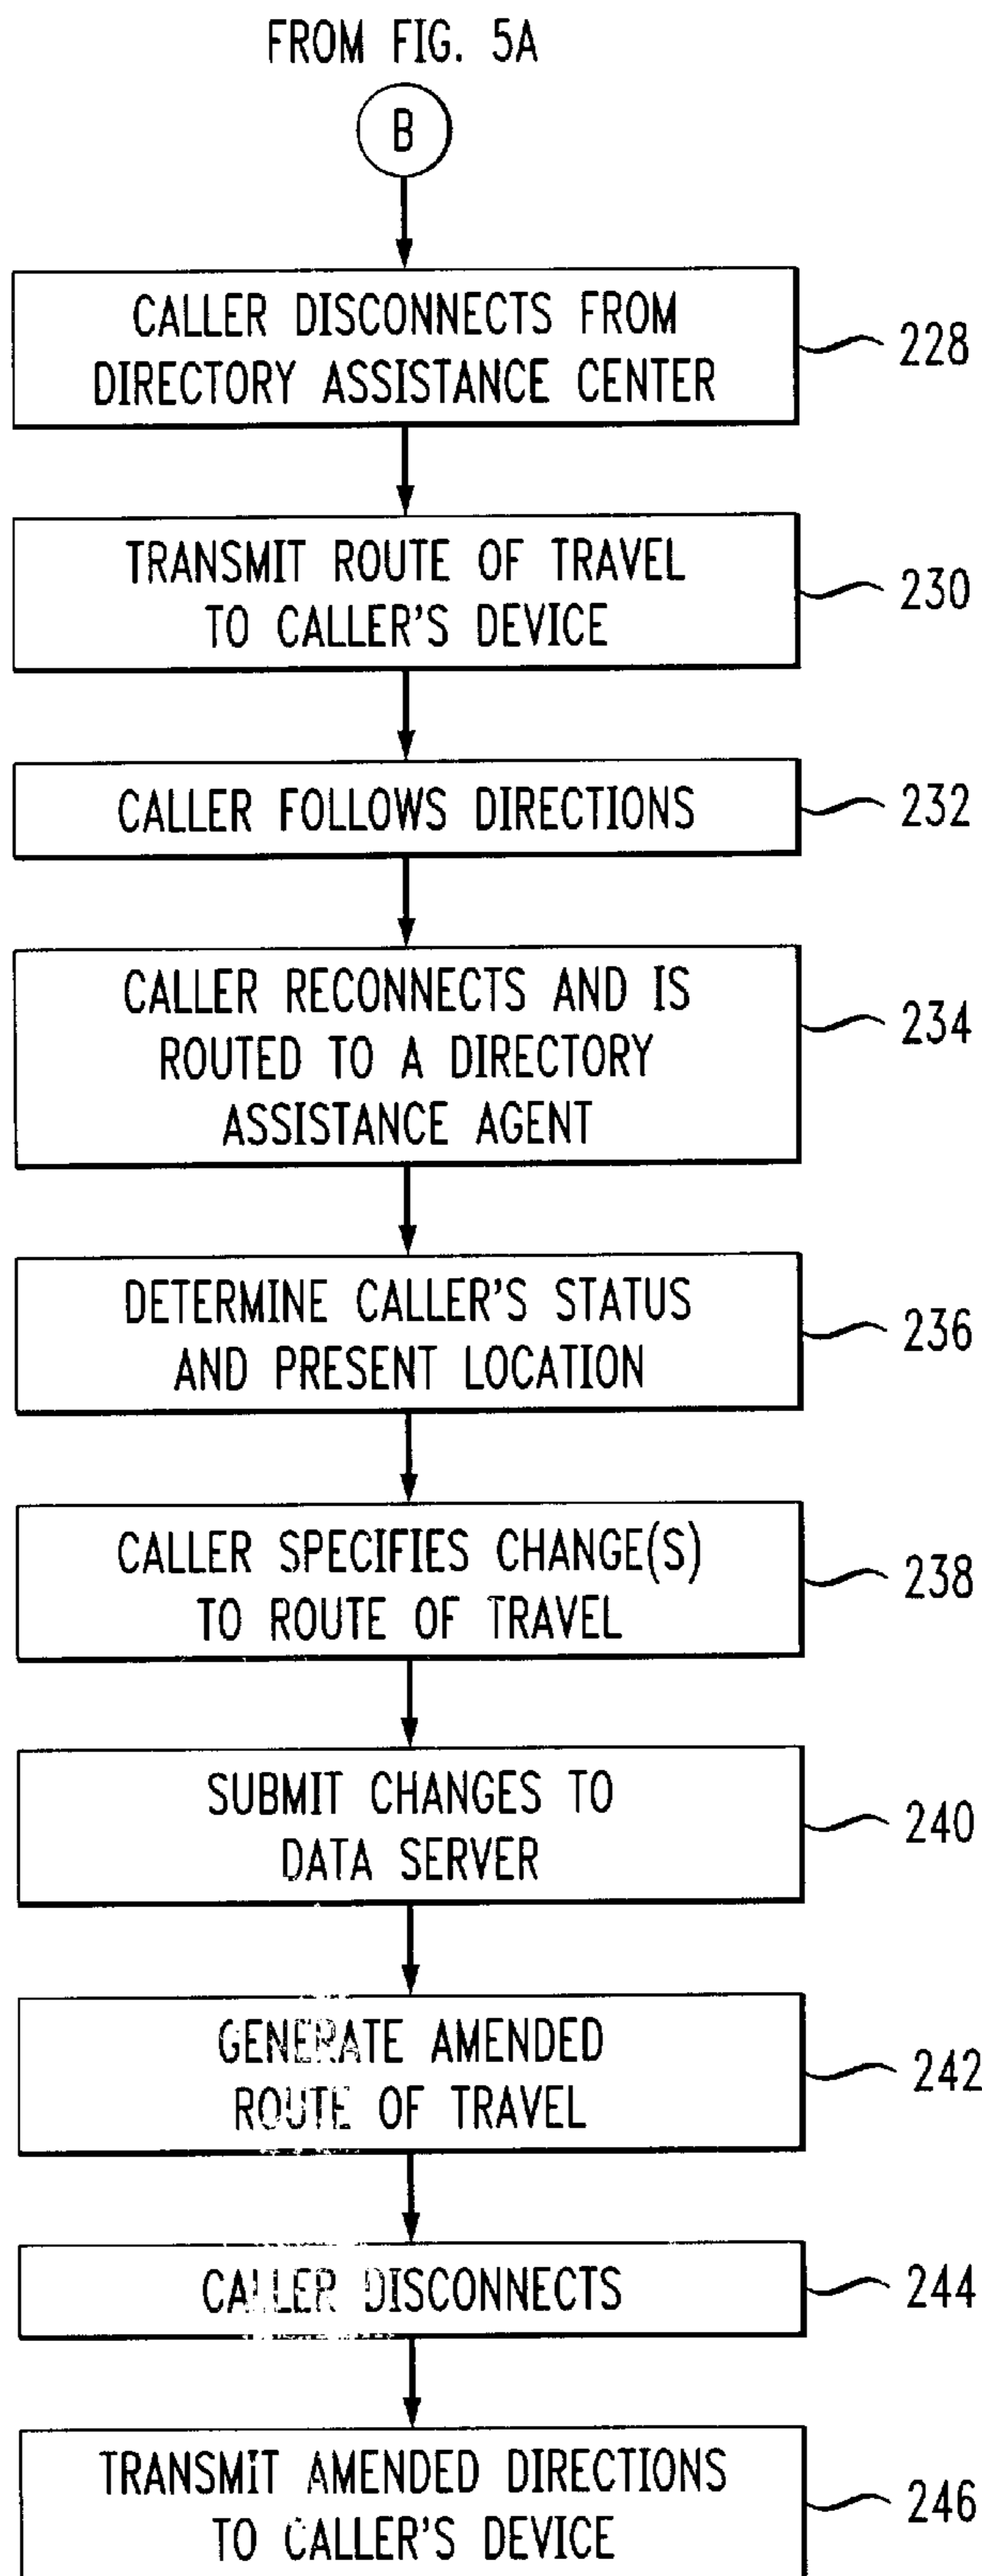 FROM FIG. 5A
B
CALLER DISCONNECTS FROM
DIRECTORY ASSISTANCE CENTER
228
TRANSMIT ROUTE OF TRAVEL
TO CALLER'S DEVICE
230
CALLER FOLLOWS DIRECTIONS
232
CALLER RECONNECTS AND IS
ROUTED TO A DIRECTORY
ASSISTANCE AGENT
234
DETERMINE CALLER'S STATUS
AND PRESENT LOCATION
236
CALLER SPECIFIES CHANGE(S)
TO ROUTE OF TRAVEL
238
SUBMIT CHANGES TO
DATA SERVER
240
GENERATE AMENDED
ROUTE OF TRAVEL
242
CALLER DISCONNECTS
244
TRANSMIT AMENDED DIRECTIONS
TO CALLER'S DEVICE
246